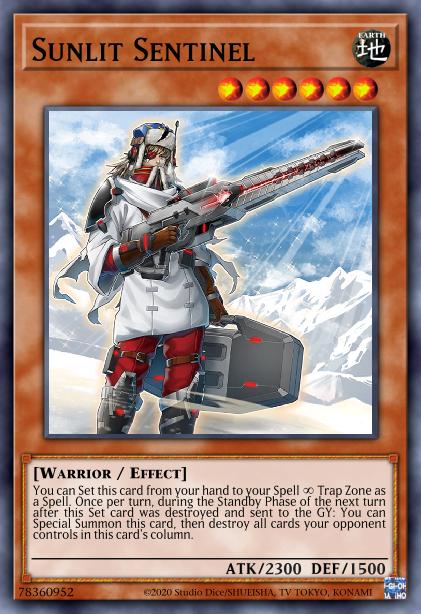 SUNLIT SENTINEL
EARTH
地
[WARRIOR / EFFECT]
You can Set this card from your hand to your Spell ∞ Trap Zone as
a Spell. Once per turn, during the Standby Phase of the next turn
after this Set card was destroyed and sent to the GY: You can
Special Summon this card, then destroy all cards your opponent
controls in this card's column.
ATK/2300 DEF/1500
78360952
©2020 Studio Dice/SHUEISHA, TV TOKYO, KONAMI